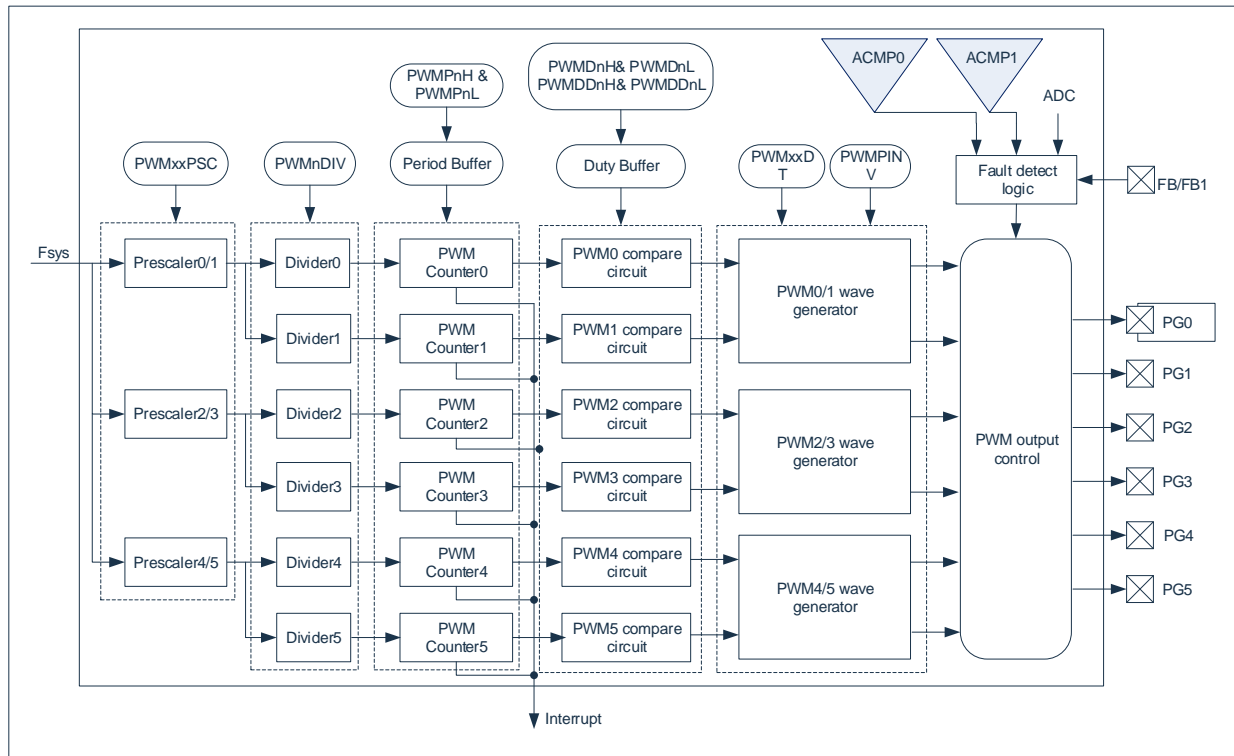 ACMP0
ACMP1
PWMDnH& PWMDnL
PWMDDnH& PWMDDnL
PWMPnH &
PWMPnL
ADC
PWMxxPSC
PWMnDIV
Period Buffer
Duty Buffer
PWMxxD
T
PWMPIN
V
Fault detect
logic
FB/FB1
Fsys
Prescaler0/1
Divider0
PWM
Counter0
PWM0 compare
circuit
PWM0/1 wave
generator
Divider1
PWM
Counter1
PWM1 compare
circuit
PG0
PG1
Prescaler2/3
Divider2
PWM
Counter2
PWM2 compare
circuit
PWM2/3 wave
generator
PWM output
control
PG2
Divider3
PWM
Counter3
PWM3 compare
circuit
PG3
Prescaler4/5
Divider4
PWM
Counter4
PWM4 compare
circuit
PWM4/5 wave
generator
PG4
PG5
Divider5
PWM
Counter5
PWM5 compare
circuit
Interrupt